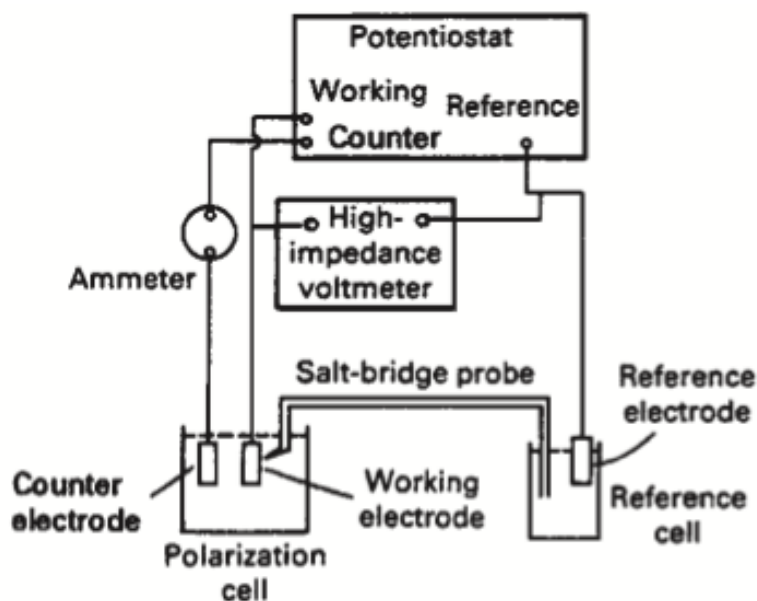 Potentiostat
Working
Reference
Counter
High-
impedance
voltmeter
Ammeter
Salt-bridge probe
Reference
electrode
Counter
electrode
Working
electrode
Reference
cell
Polarization
cell